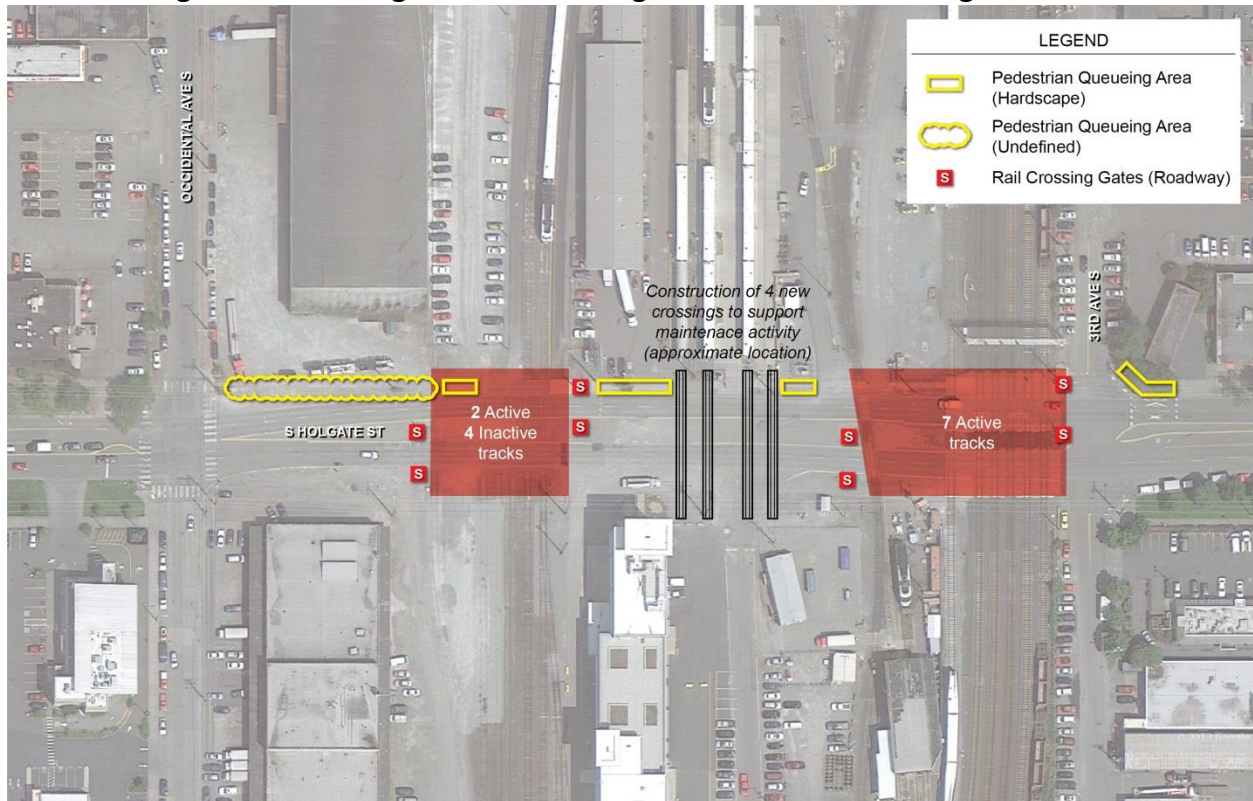 LEGEND
Pedestrian Queueing Area
(Hardscape)
Pedestrian Queueing Area
(Undefined)
S Rail Crossing Gates (Roadway)
OCCIDENTAL AVE S
3RD AVE S
Construction of 4 new
crossings to support
maintenace activity
(approximate location)
S
S
2 Active
4 Inactive
tracks
7 Active
tracks
S HOLGATE ST
S
S
S
S
S
S